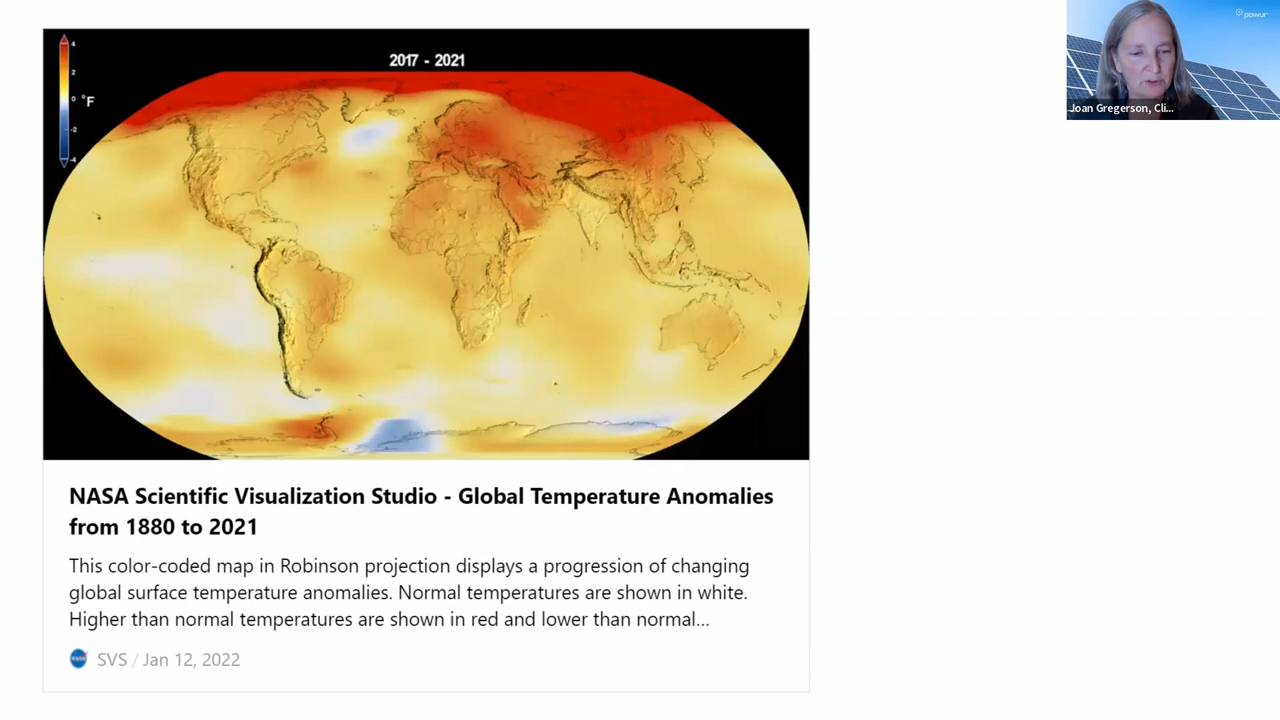 2017 - 2021
4
2
0 °F
-2
-4
powur
Joan Gregerson, Cli...
NASA Scientific Visualization Studio - Global Temperature Anomalies
from 1880 to 2021
This color-coded map in Robinson projection displays a progression of changing
global surface temperature anomalies. Normal temperatures are shown in white.
Higher than normal temperatures are shown in red and lower than normal...
NASA
SVS / Jan 12, 2022